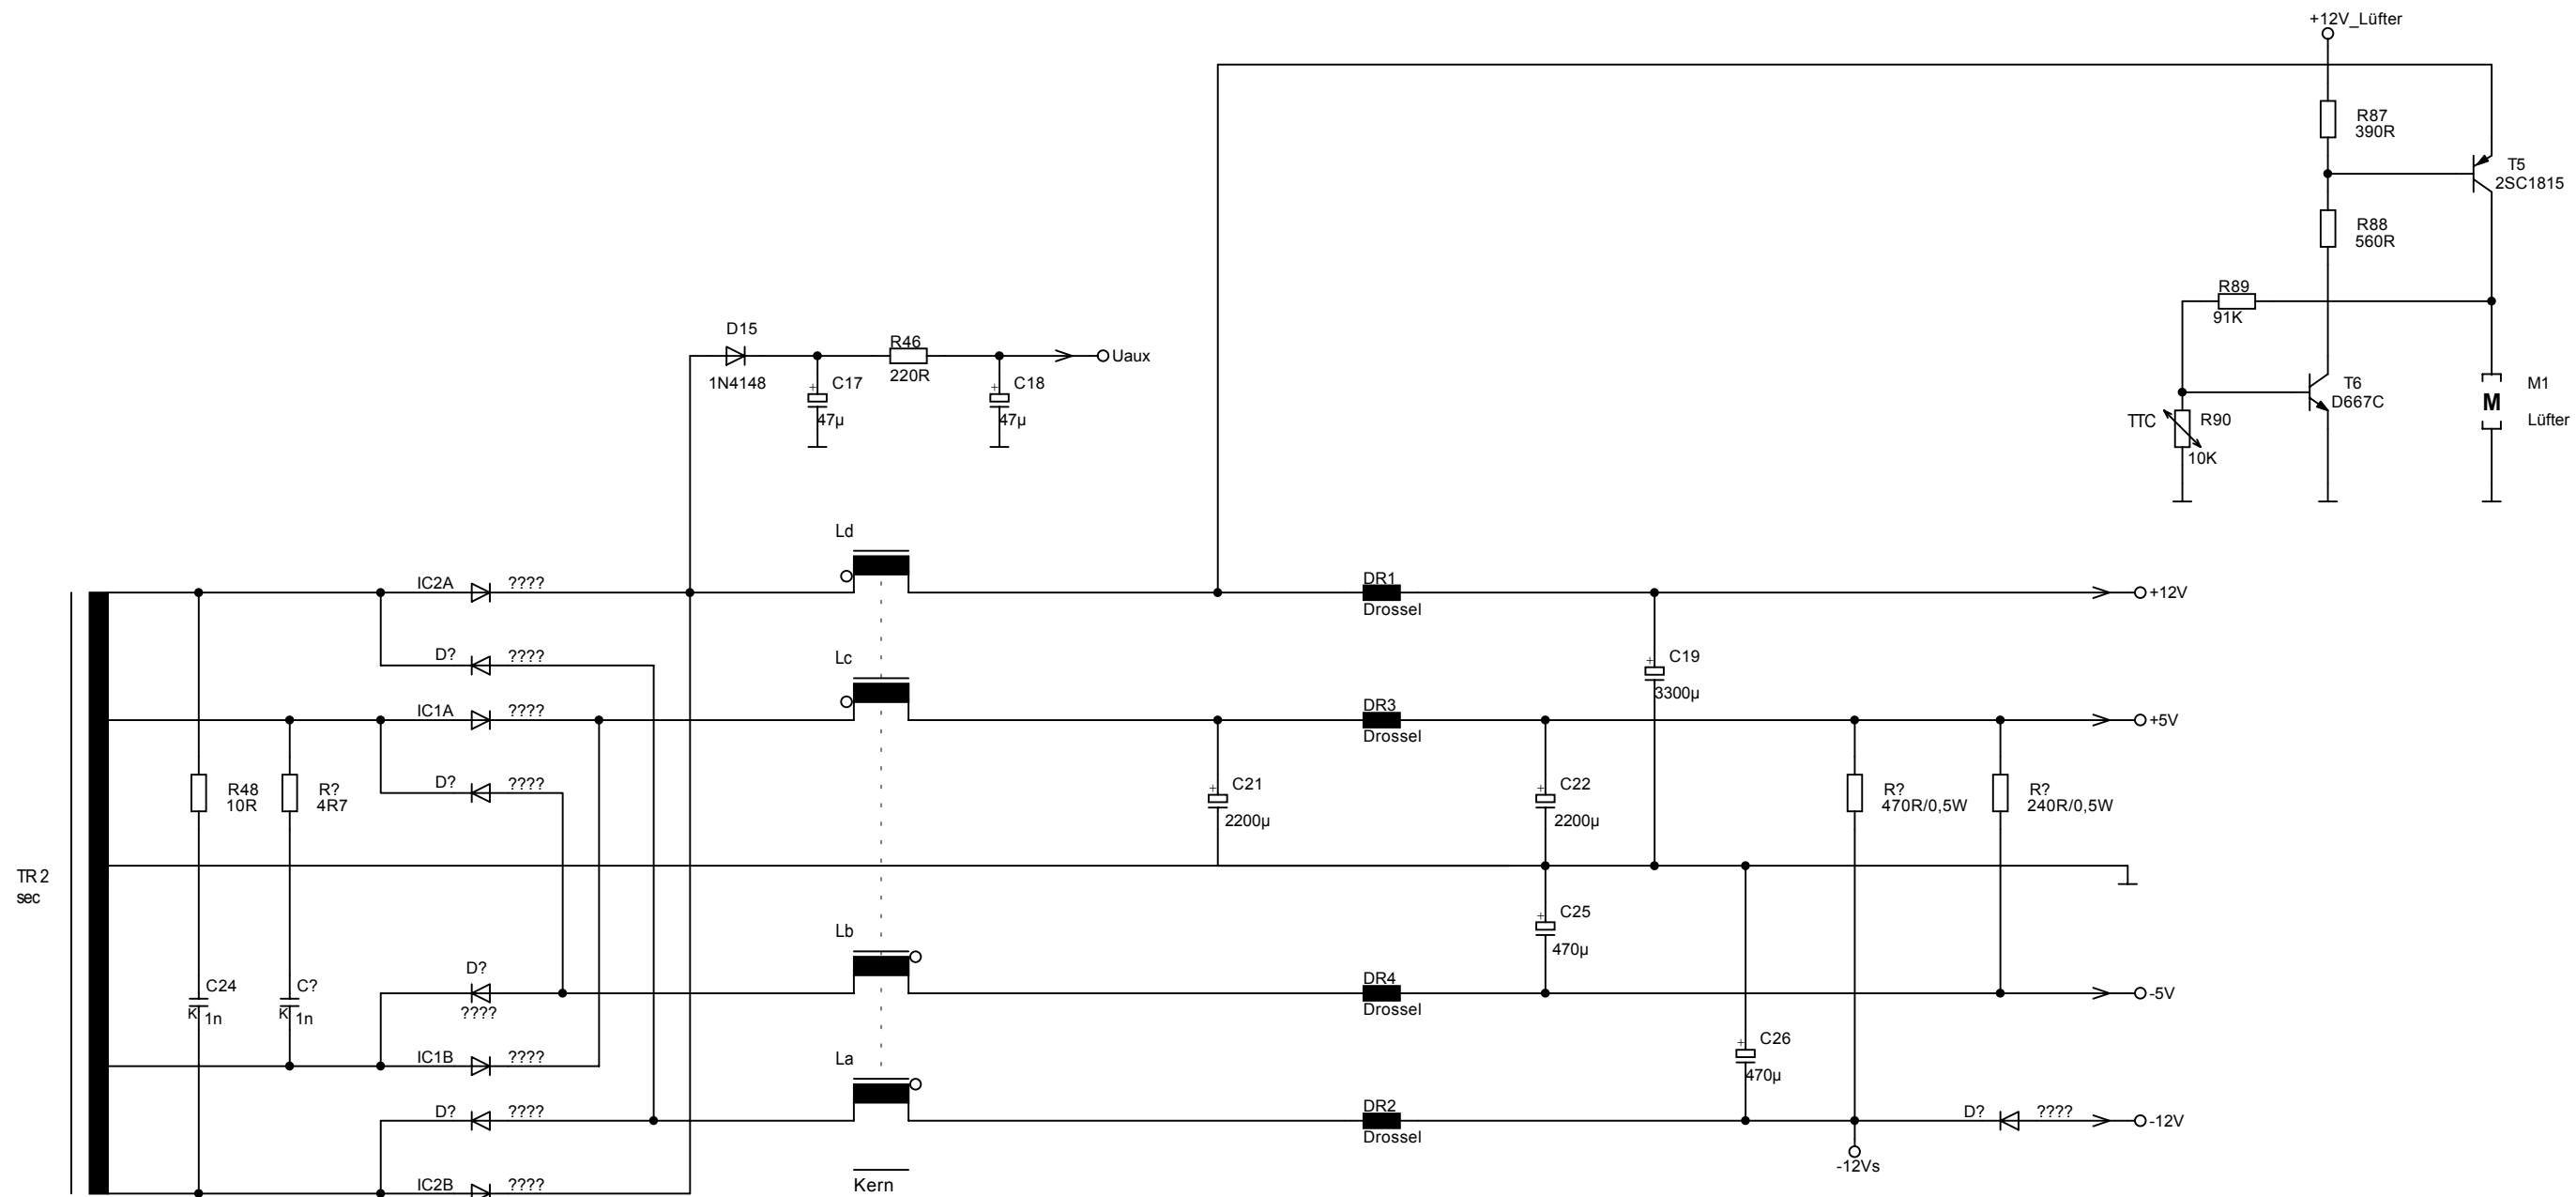 +12V_Lüfter
R87
390R
T5
2SC1815
R88
560R
R89
91K
D15
1N4148
R46
220R
Uaux
+
C17
47µ
+
C18
47µ
T6
D667C
M1
M
Lüfter
TTC
R90
10K
Ld
IC2A
????
DR1
Drossel
+12V
D?
????
Lc
+
C19
3300µ
IC1A
????
DR3
Drossel
+5V
D?
????
R48
10R
R?
4R7
+
C21
2200µ
+
C22
2200µ
R?
470R/0,5W
R?
240R/0,5W
TR2
sec
+
C25
470µ
Lb
D?
????
DR4
Drossel
-5V
C24
K
1n
C?
K
1n
IC1B
????
La
+
C26
470µ
D?
????
DR2
Drossel
D?
????
-12V
-12Vs
IC2B
????
Kern